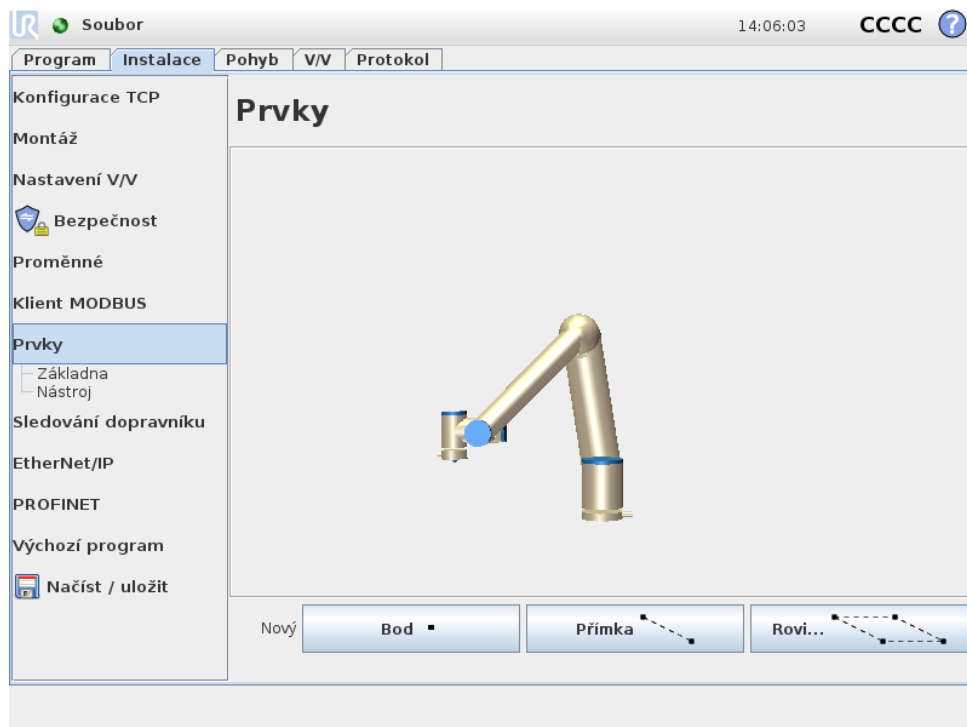 UR Soubor 14:06:03 CCCC ?
Program Instalace Pohyb V/V Protokol
Konfigurace TCP
Prvky
Montáž
Nastavení V/V
Bezpečnost
Proměnné
Klient MODBUS
Prvky
Základna
Nástroj
Sledování dopravníku
EtherNet/IP
PROFINET
Výchozí program
Načíst / uložit
Nový Bod Přímka Rovi...